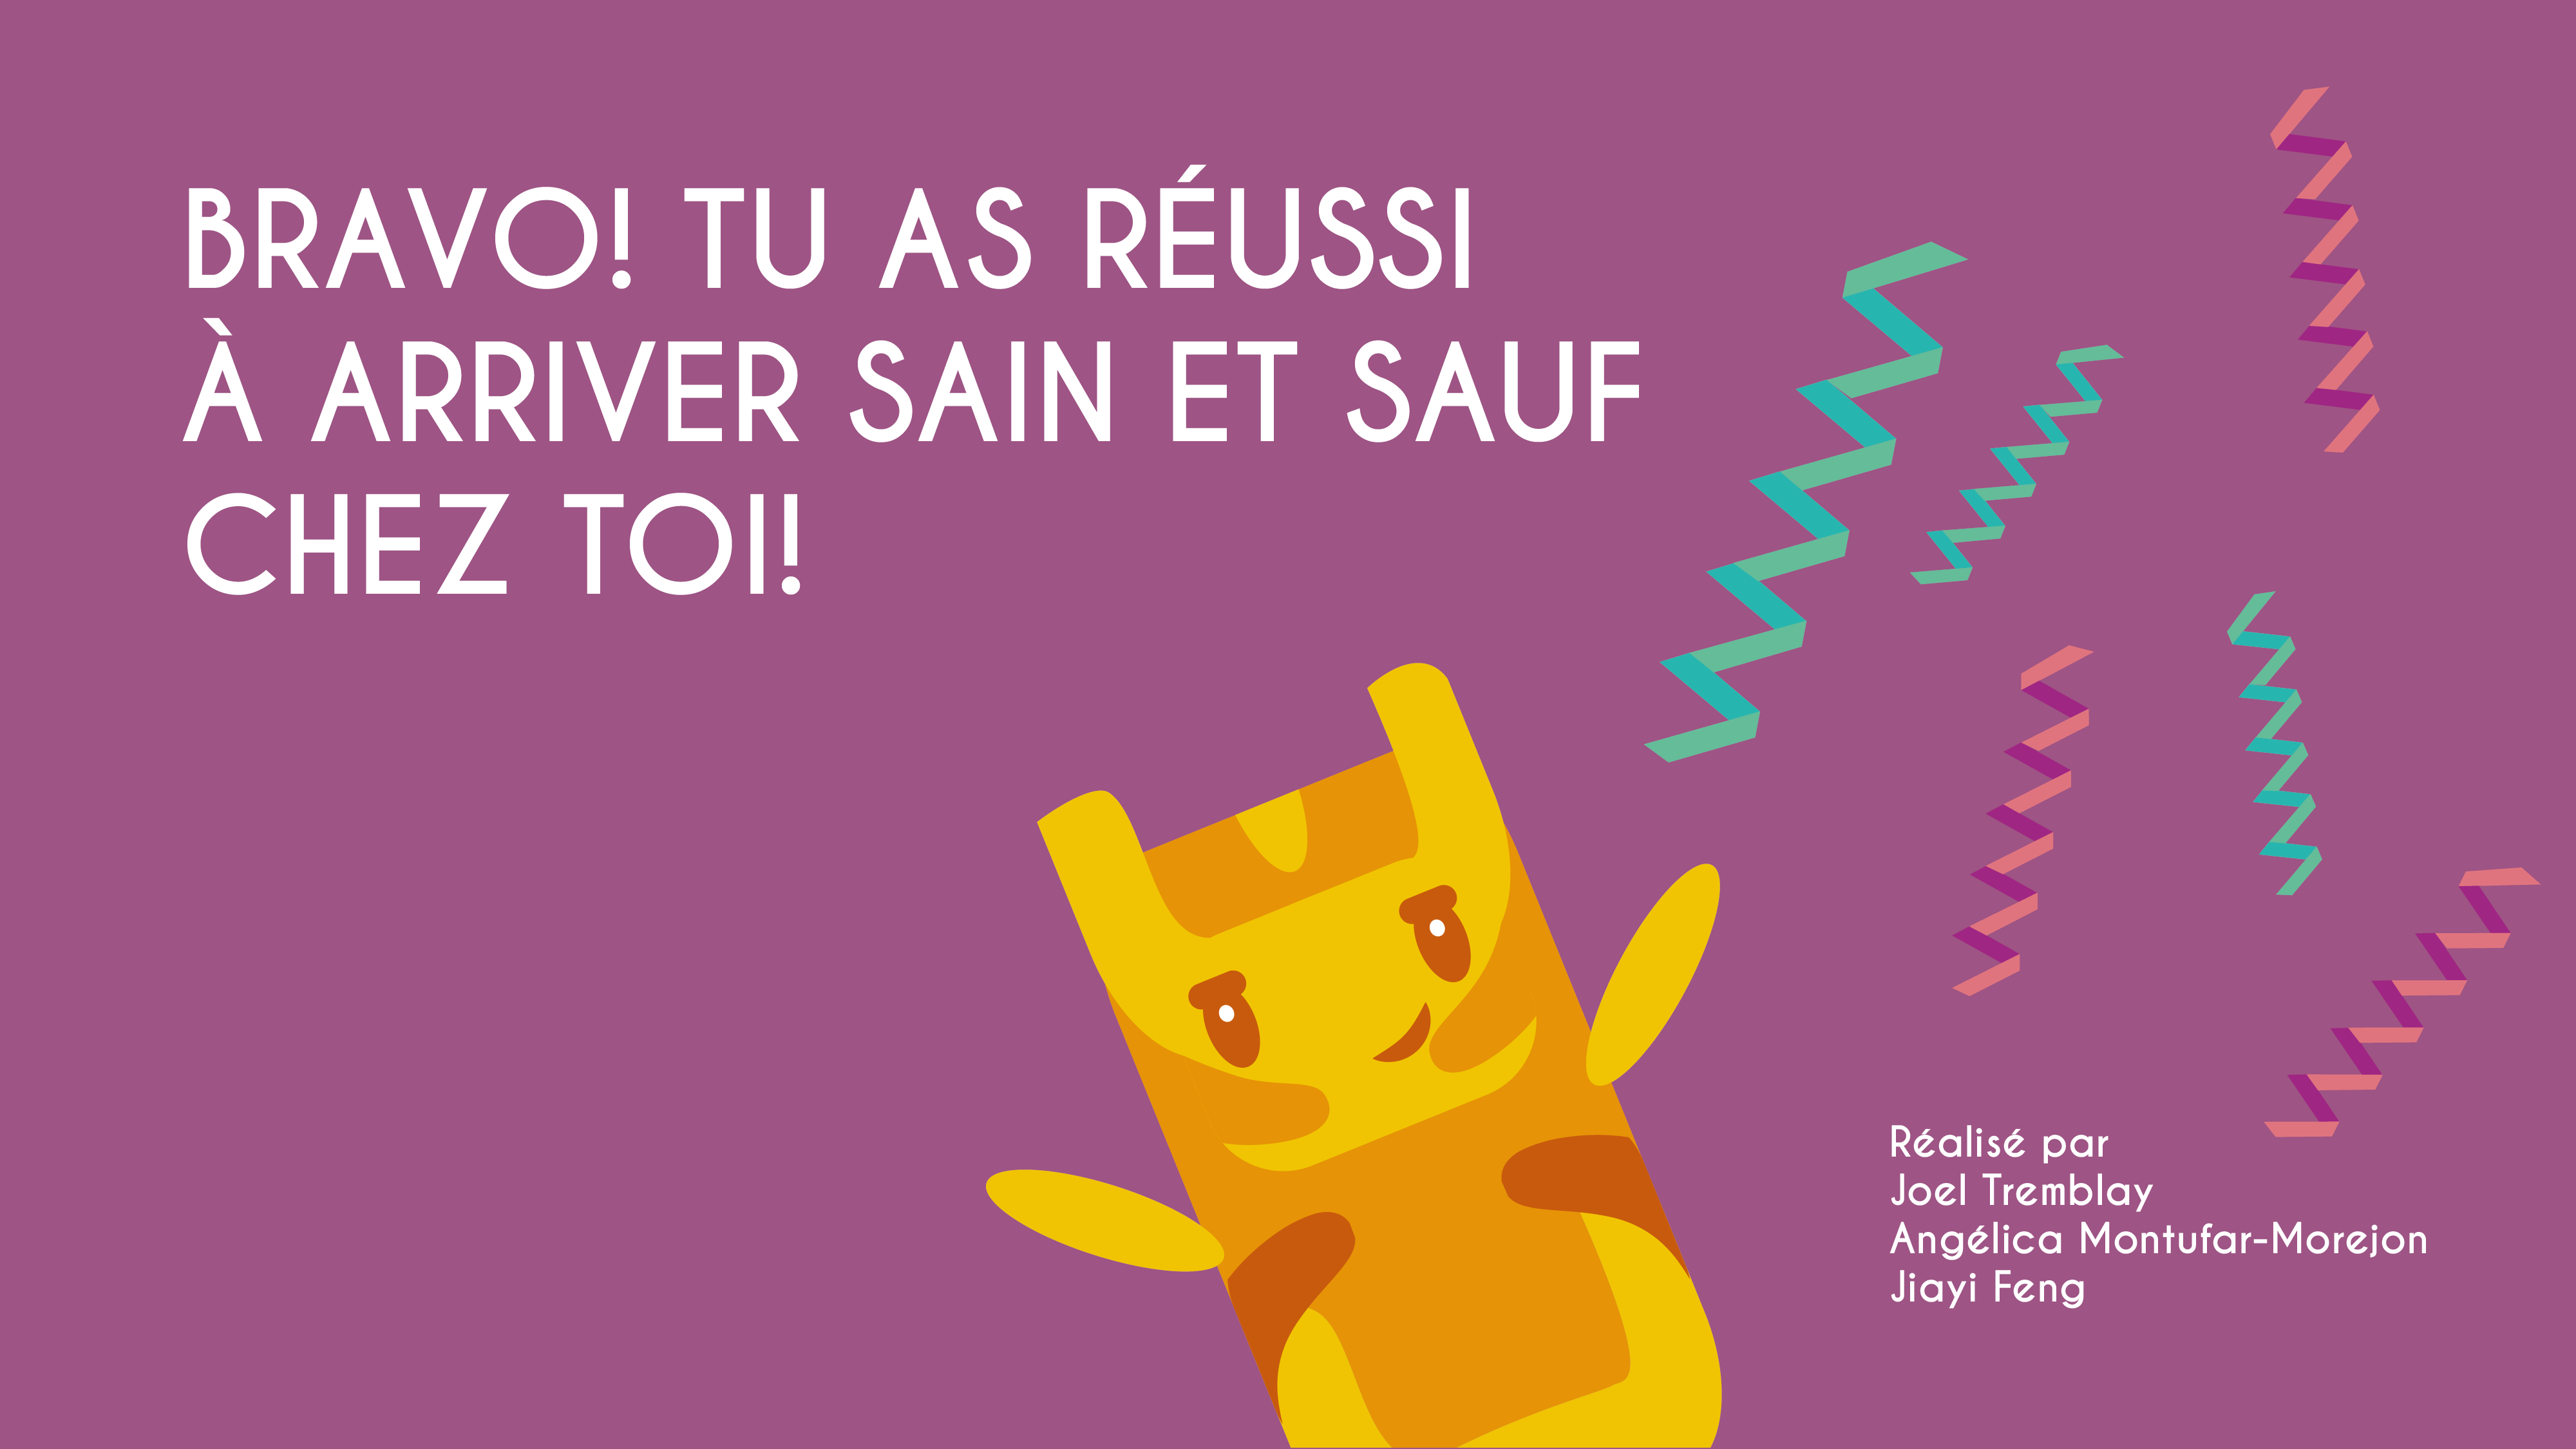 BRAVO! TU AS RÉUSSI
À ARRIVER SAIN ET SAUF
CHEZ TOI!
Réalisé par
Joel Tremblay
Angélica Montufar-Morejon
Jiayi Feng